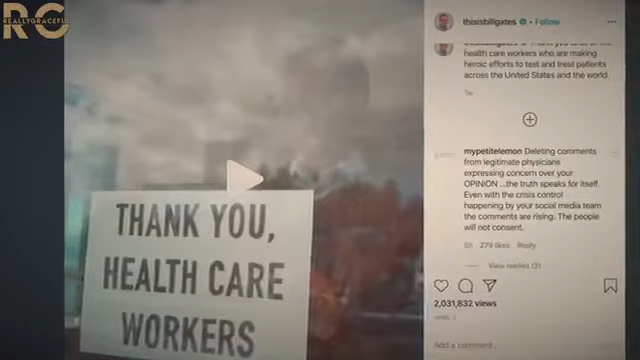 RG
REALLYGRACEFUL
thisisbillgates • Follow
health care workers who are making
heroic efforts to test and treat patients
across the United States and the world.
mypetitelemon Deleting comments
from legitimate physicians
expressing concern over your
OPINION ...the truth speaks for itself.
Even with the crisis control
happening by your social media team
the comments are rising. The people
will not consent.
279 likes Reply
View replies (2)
2,031,832 views
Add a comment...
THANK YOU,
HEALTH CARE
WORKERS